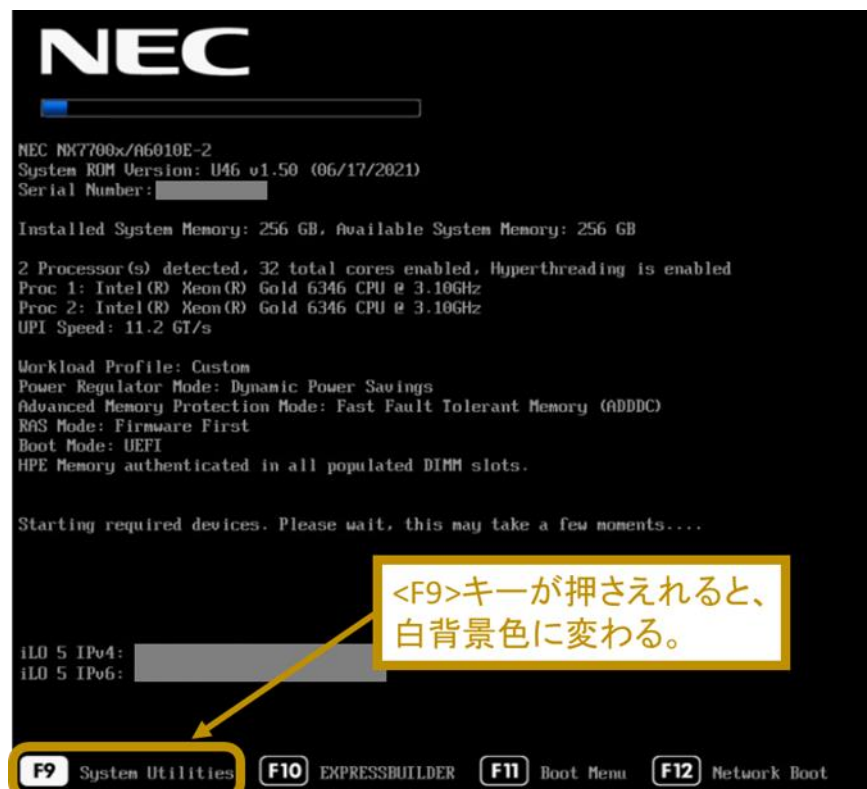 NEC
NEC NX7700x/A6010E-2
System ROM Version: U46 v1.50 (06/17/2021)
Serial Number:
Installed System Memory: 256 GB, Available System Memory: 256 GB
2 Processor(s) detected, 32 total cores enabled, Hyperthreading is enabled
Proc 1: Intel(R) Xeon(R) Gold 6346 CPU @ 3.10GHz
Proc 2: Intel(R) Xeon(R) Gold 6346 CPU @ 3.10GHz
UPI Speed: 11.2 GT/s
Workload Profile: Custom
Power Regulator Mode: Dynamic Power Savings
Advanced Memory Protection Mode: Fast Fault Tolerant Memory (ADDDC)
RAS Mode: Firmware First
Boot Mode: UEFI
HPE Memory authenticated in all populated DIMM slots.
Starting required devices. Please wait, this may take a few moments....
<F9>キーが押さえれると、
白背景色に変わる。
iLO 5 IPv4:
iLO 5 IPv6:
F9 System Utilities F10 EXPRESSBUILDER F11 Boot Menu F12 Network Boot